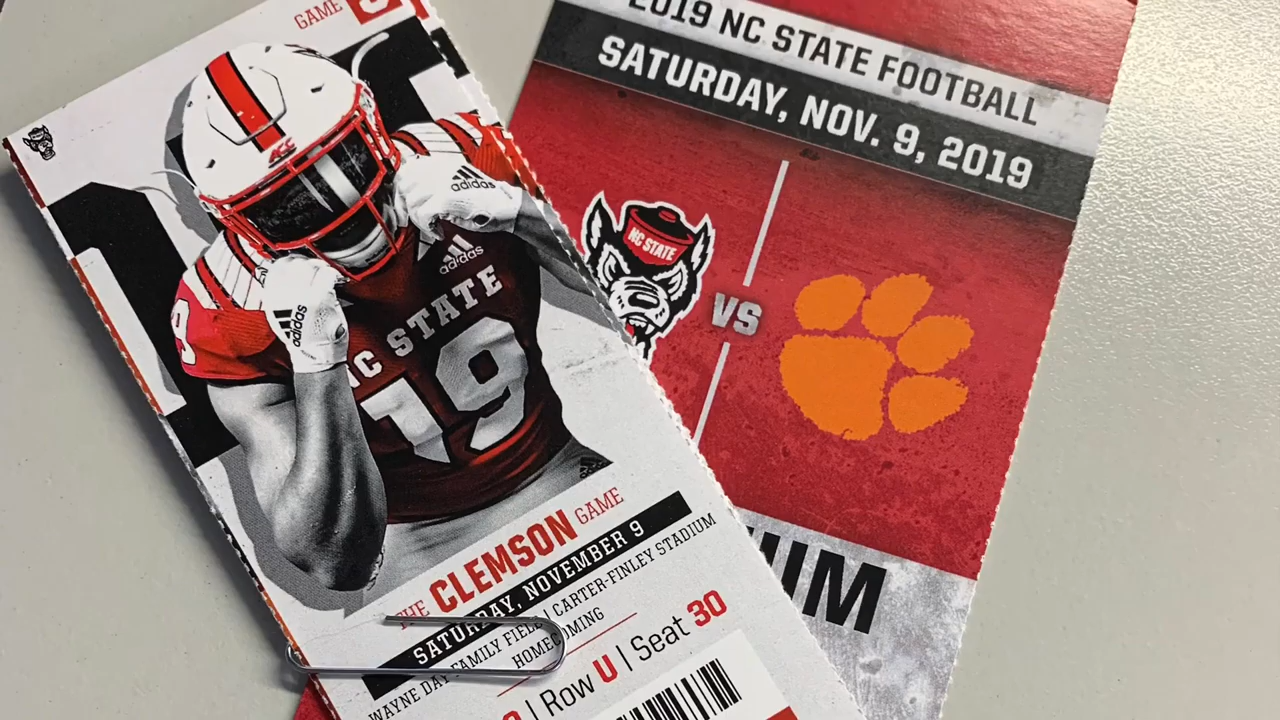 GAME
ACC
adidas
adidas
adidas
NC STATE
19
THE CLEMSON GAME
SATURDAY, NOVEMBER 9
WAYNE DAY FAMILY FIELD | CARTER-FINLEY STADIUM
HOMECOMING
| Row U | Seat 30
2019 NC STATE FOOTBALL
SATURDAY, NOV. 9, 2019
NC STATE
VS